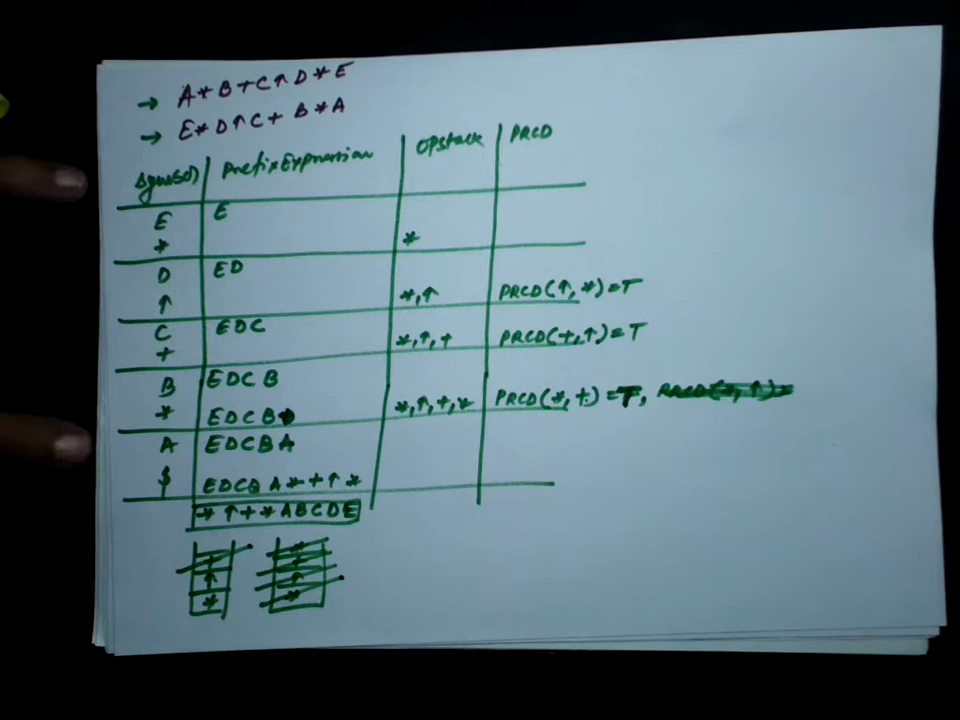 → A*B+C↑D*E
→ E*D↑C+B*A
Symbol Prefix Expression OPstack PRCD
E E
* *
D ED
↑ *,↑ PRCD(↑,*)=T
C EDC
+ *,↑,+ PRCD(+,↑)=T
B EDCB
* EDCB *,↑,+,* PRCD(*,+)=T,
A EDCBA
$ EDCBA*+↑*
*↑+*ABCDE
+ *
↑ +
* ↑
*